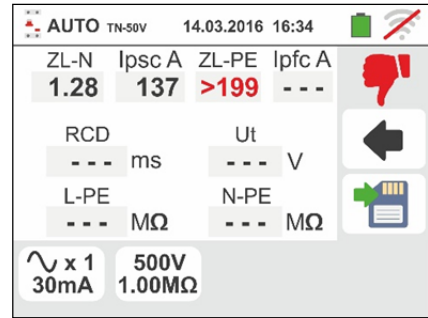 AUTO TN-50V 14.03.2016 16:34
ZL-N Ipsc A ZL-PE Ipfc A
1.28 137 >199 - - -
RCD Ut
- - - ms - - - V
L-PE N-PE
- - - MΩ - - - MΩ
x 1 500V
30mA 1.00MΩ